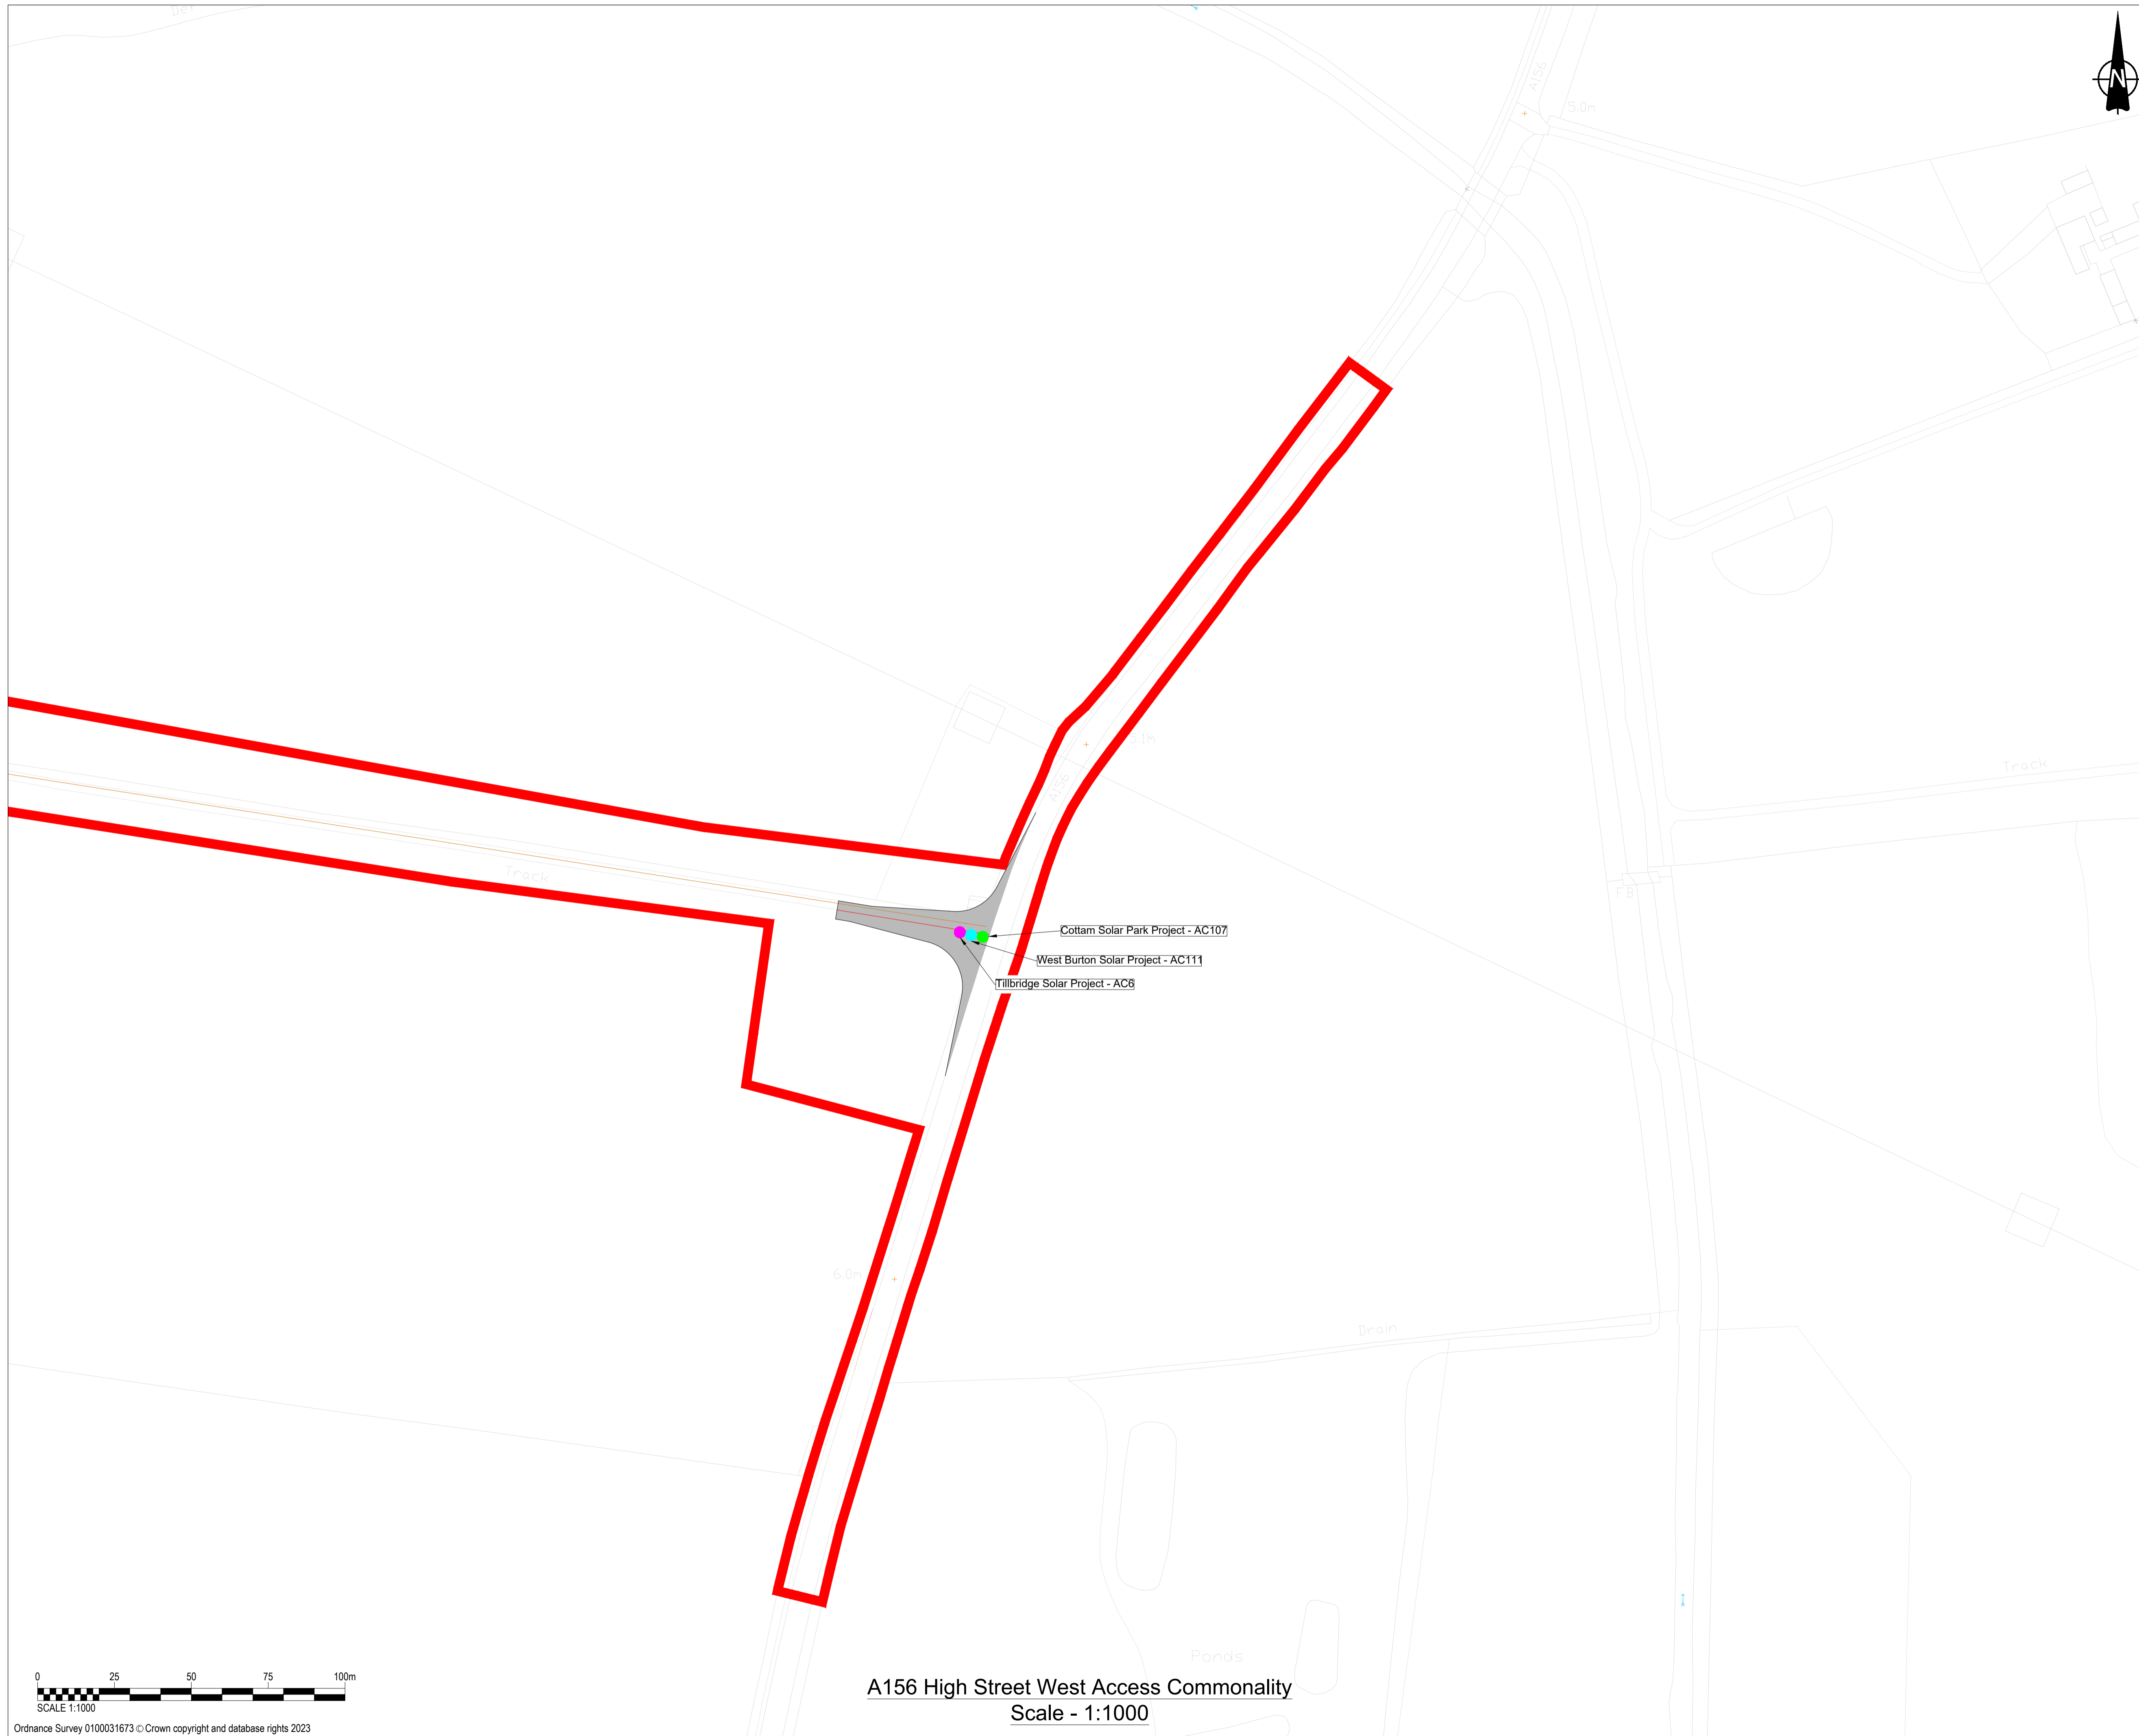 Def
N
A156
5.0m
A156
Track
Track
FB
Cottam Solar Park Project - AC107
West Burton Solar Project - AC111
Tillbridge Solar Project - AC6
6.0m
Drain
Ponds
0 25 50 75 100m
SCALE 1:1000
A156 High Street West Access Commonality
Scale - 1:1000
Ordnance Survey 0100031673 © Crown copyright and database rights 2023